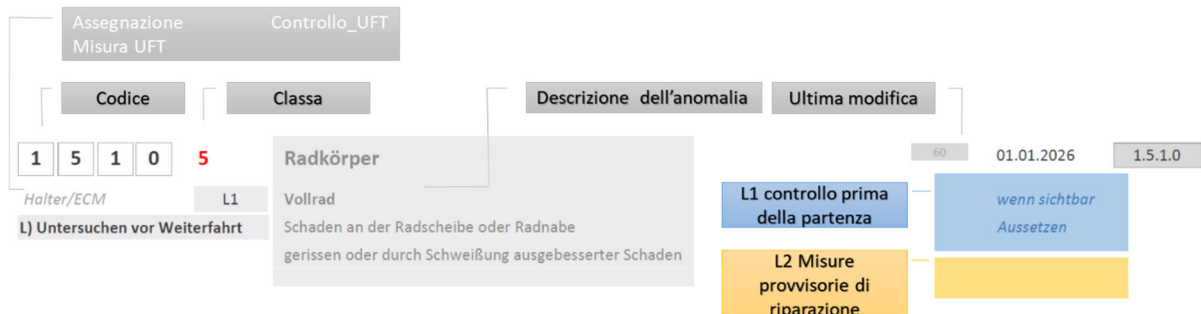 Assegnazione Controllo_UFT
Misura UFT
Codice Classa Descrizione dell'anomalia Ultima modifica
1 5 1 0 5 Radkörper 60 01.01.2026 1.5.1.0
Halter/ECM L1 Vollrad
L) Untersuchen vor Weiterfahrt Schaden an der Radscheibe oder Radnabe
gerissen oder durch Schweißung ausgebesserter Schaden
L1 controllo prima
della partenza
wenn sichtbar
Aussetzen
L2 Misure
provvisorie di
riparazione